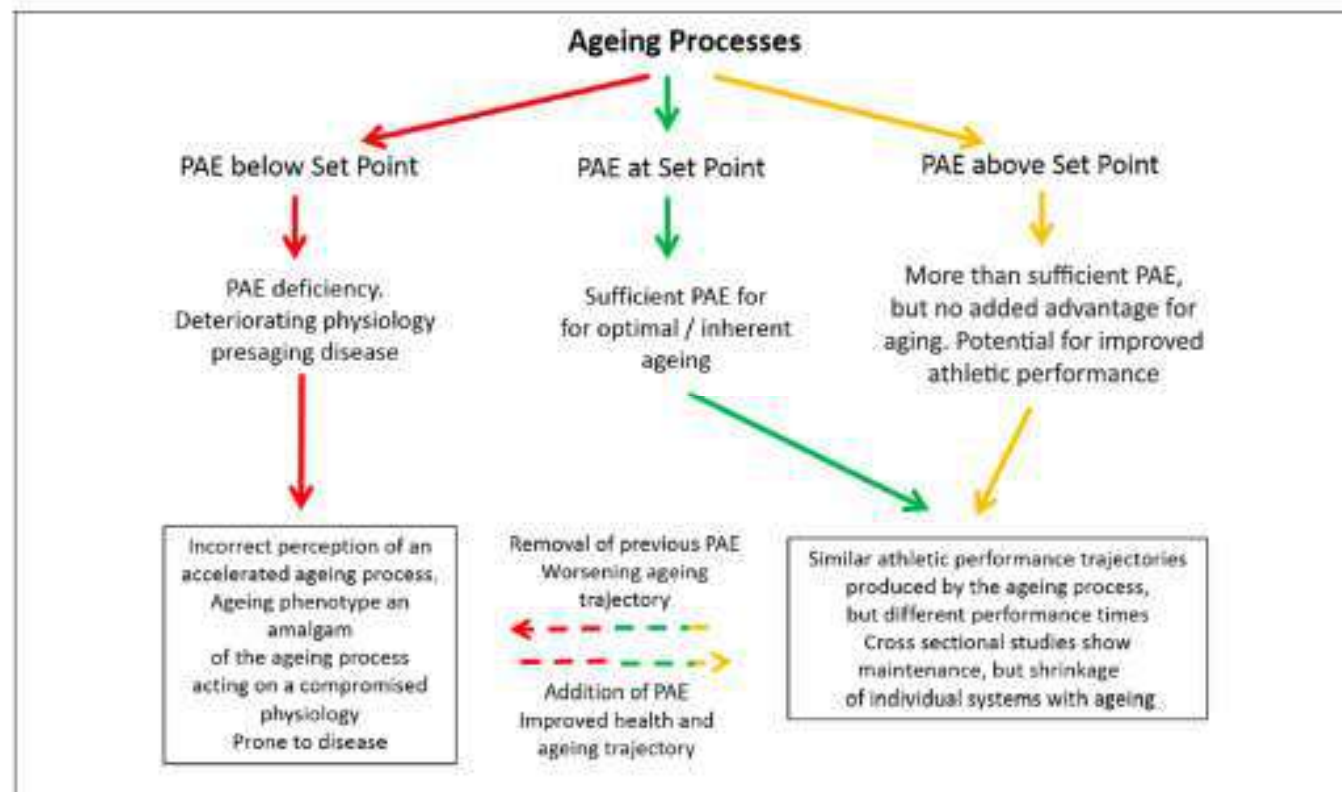 Ageing Processes
PAE below Set Point
PAE at Set Point
PAE above Set Point
PAE deficiency.
Deteriorating physiology
presaging disease
Sufficient PAE for
for optimal / inherent
ageing
More than sufficient PAE,
but no added advantage for
aging. Potential for improved
athletic performance
Incorrect perception of an
accelerated ageing process,
Ageing phenotype an
amalgam
of the ageing process
acting on a compromised
physiology
Prone to disease
Removal of previous PAE
Worsening ageing
trajectory
Addition of PAE
Improved health and
ageing trajectory
Similar athletic performance trajectories
produced by the ageing process,
but different performance times
Cross sectional studies show
maintenance, but shrinkage
of individual systems with ageing